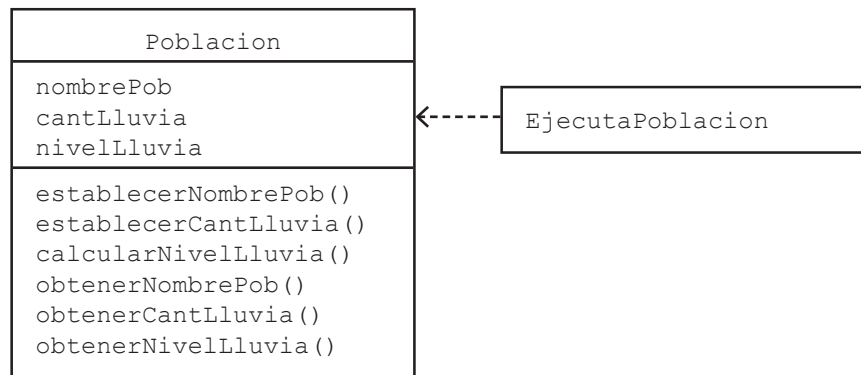 Poblacion
nombrePob
cantLluvia
nivelLluvia
establecerNombrePob()
establecerCantLluvia()
calcularNivelLluvia()
obtenerNombrePob()
obtenerCantLluvia()
obtenerNivelLluvia()
EjecutaPoblacion